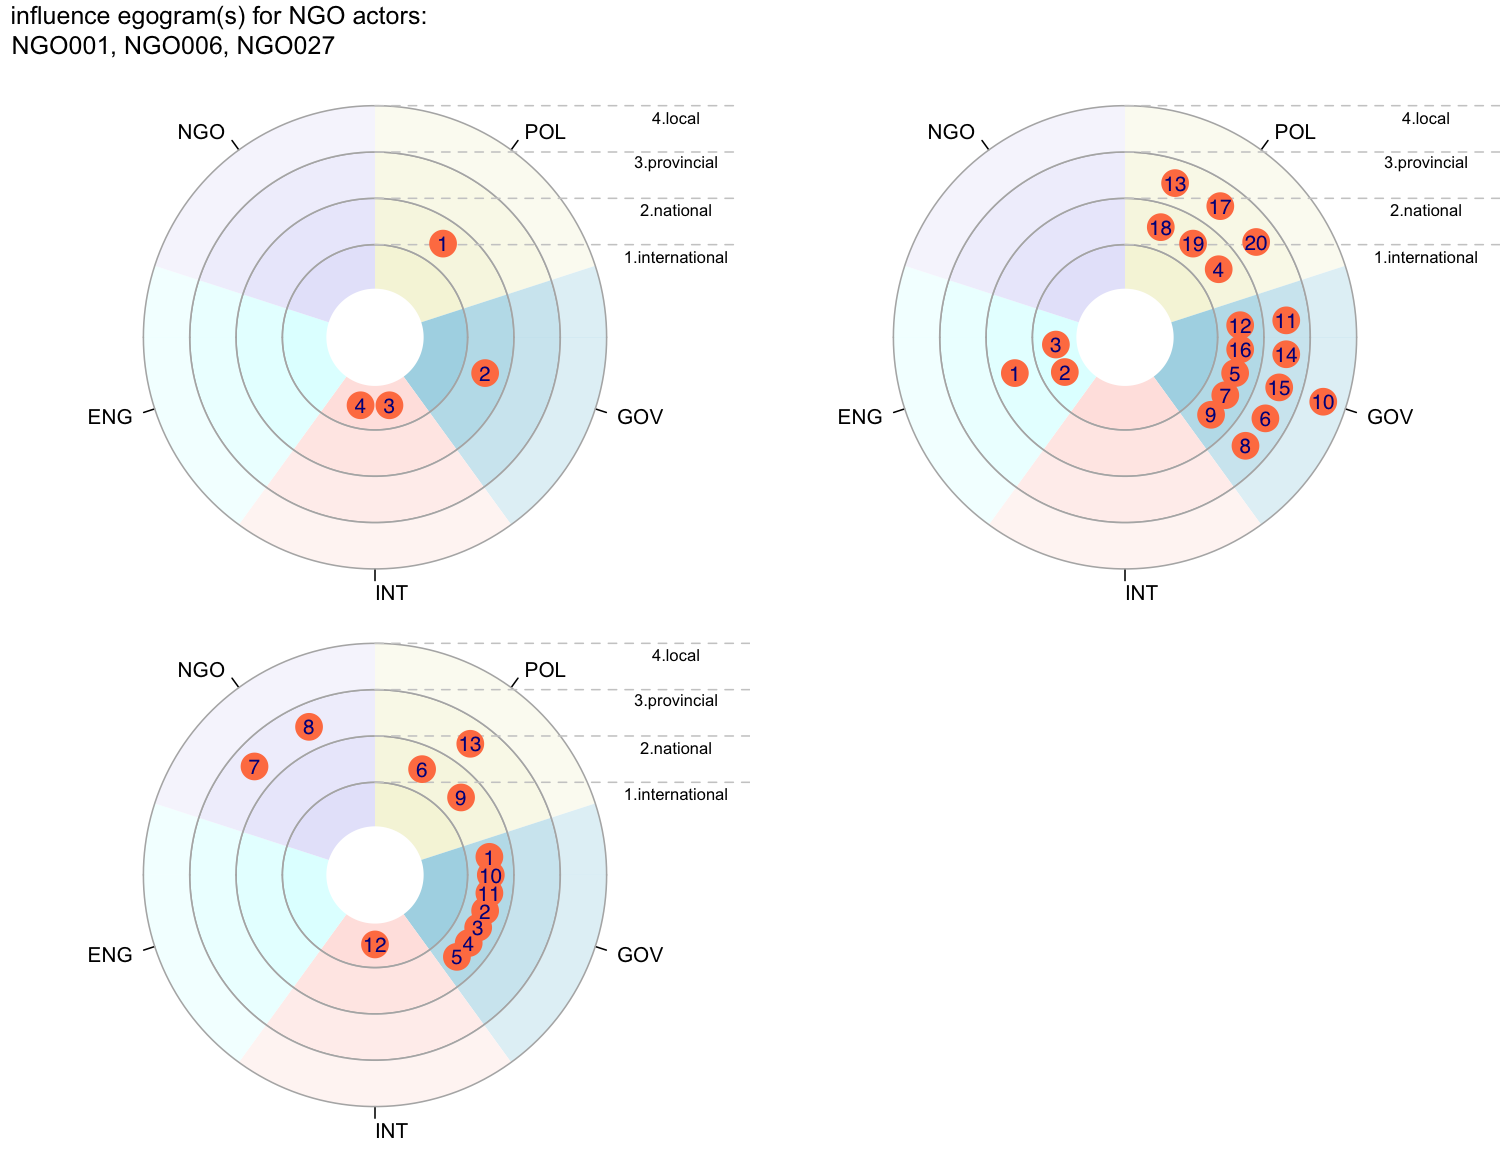 influence egogram(s) for NGO actors:
NGO001, NGO006, NGO027
4.local
NGO
POL
3.provincial
2.national
1
1.international
2
4
3
ENG
GOV
INT
4.local
NGO
POL
3.provincial
13
17
2.national
18
19
20
1.international
4
12
11
3
16
14
1
2
5
15
7
10
9
6
ENG
GOV
8
INT
4.local
NGO
POL
3.provincial
8
13
2.national
7
6
9
1.international
1
10
11
2
3
12
4
5
ENG
GOV
INT